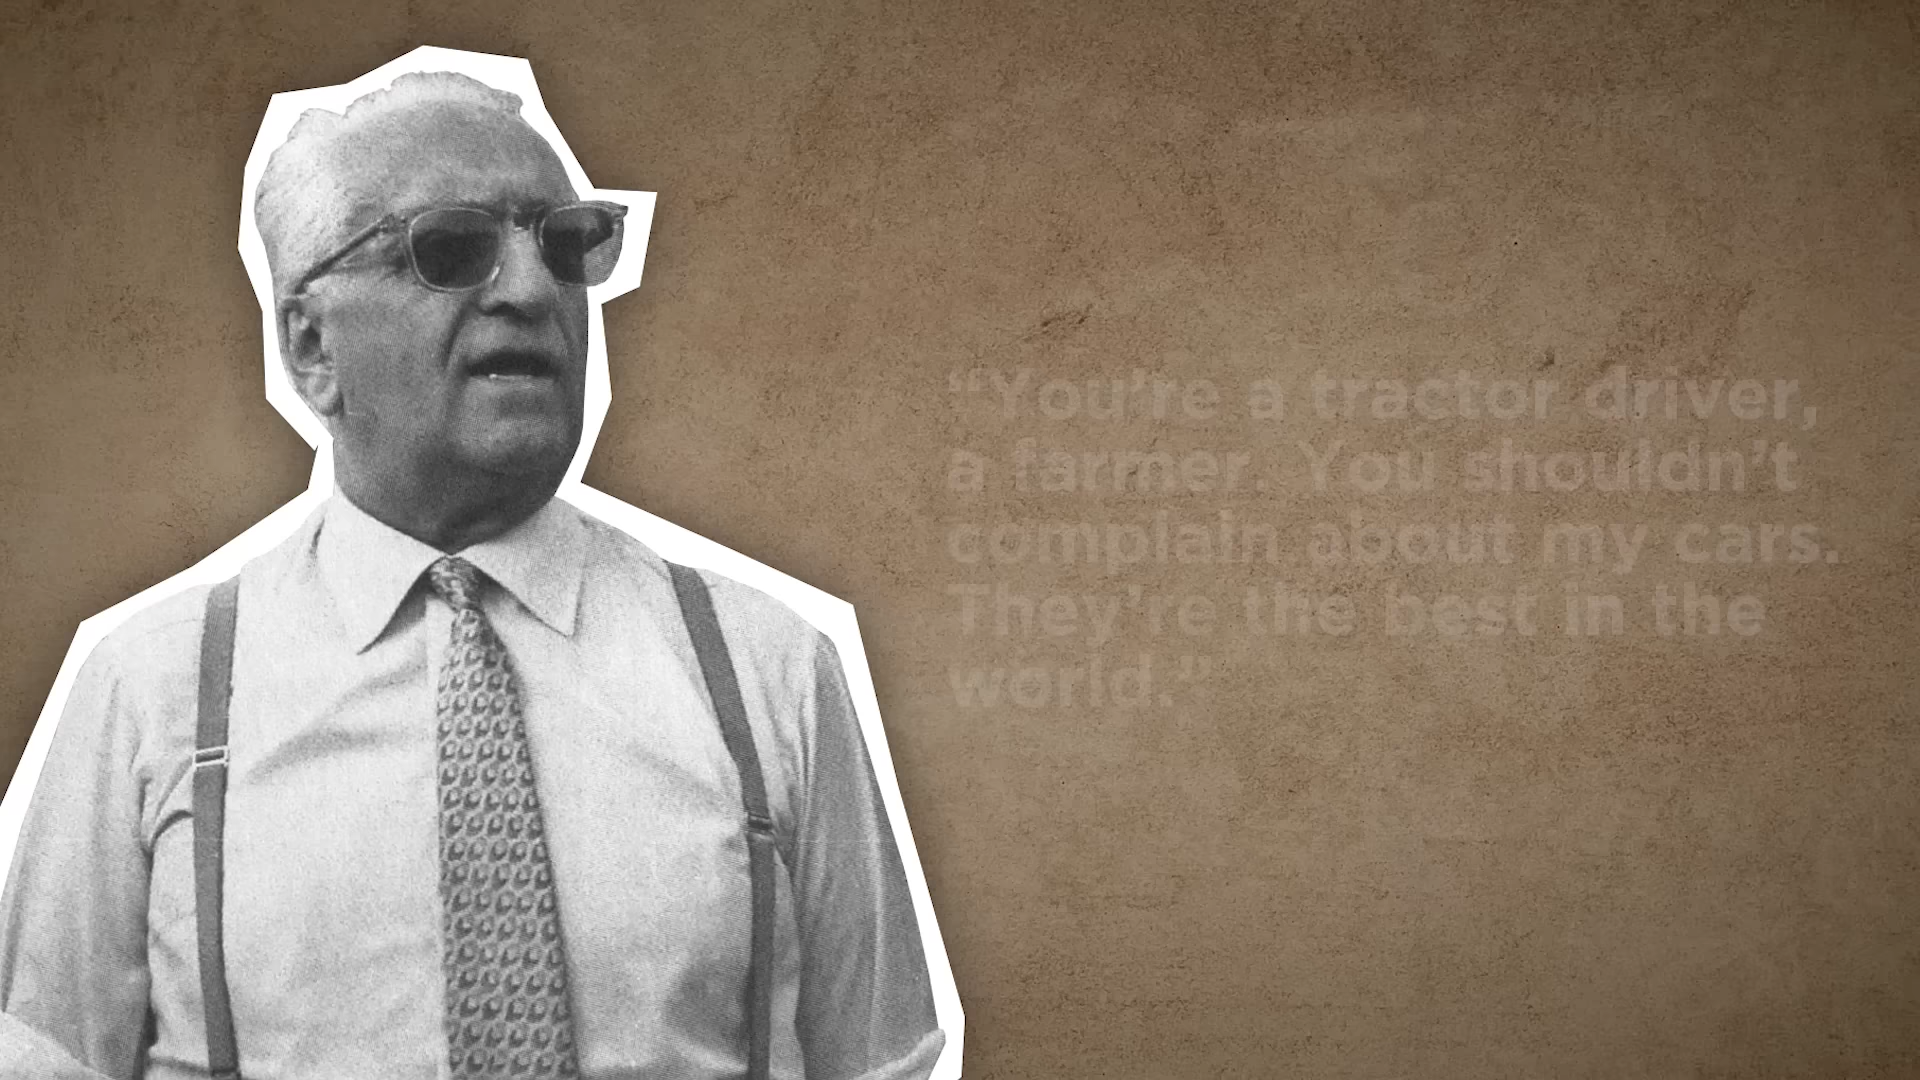 “You’re a tractor driver,
a farmer. You shouldn’t
complain about my cars.
They’re the best in the
world.”